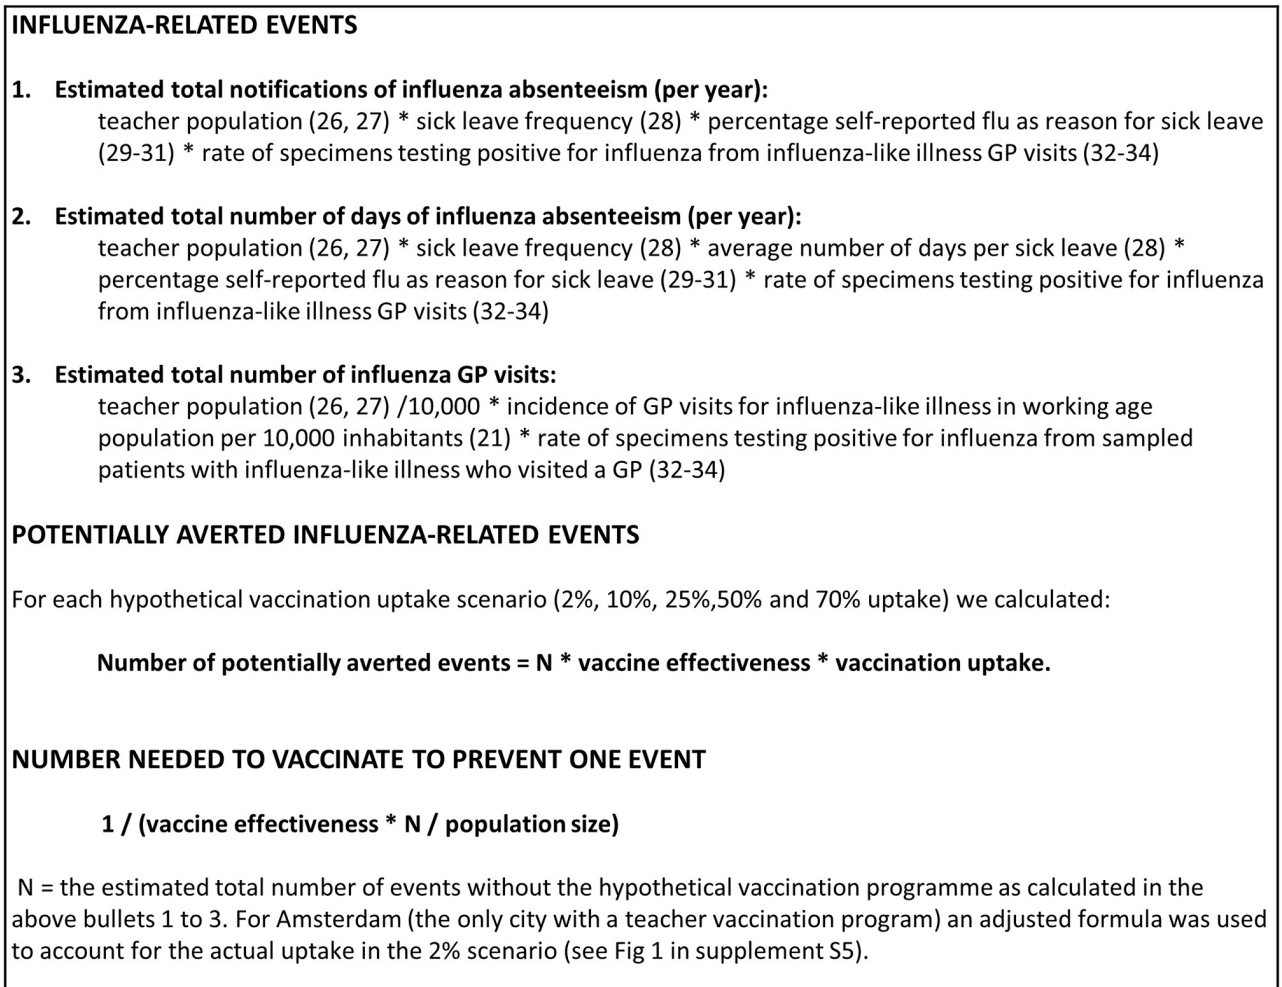 INFLUENZA-RELATED EVENTS
1. Estimated total notifications of influenza absenteeism (per year):
teacher population (26, 27) * sick leave frequency (28) * percentage self-reported flu as reason for sick leave
(29-31) * rate of specimens testing positive for influenza from influenza-like illness GP visits (32-34)
2. Estimated total number of days of influenza absenteeism (per year):
teacher population (26, 27) * sick leave frequency (28) * average number of days per sick leave (28) *
percentage self-reported flu as reason for sick leave (29-31) * rate of specimens testing positive for influenza
from influenza-like illness GP visits (32-34)
3. Estimated total number of influenza GP visits:
teacher population (26, 27) /10,000 * incidence of GP visits for influenza-like illness in working age
population per 10,000 inhabitants (21) * rate of specimens testing positive for influenza from sampled
patients with influenza-like illness who visited a GP (32-34)
POTENTIALLY AVERTED INFLUENZA-RELATED EVENTS
For each hypothetical vaccination uptake scenario (2%, 10%, 25%,50% and 70% uptake) we calculated:
Number of potentially averted events = N * vaccine effectiveness * vaccination uptake.
NUMBER NEEDED TO VACCINATE TO PREVENT ONE EVENT
1 / (vaccine effectiveness * N / population size)
N = the estimated total number of events without the hypothetical vaccination programme as calculated in the
above bullets 1 to 3. For Amsterdam (the only city with a teacher vaccination program) an adjusted formula was used
to account for the actual uptake in the 2% scenario (see Fig 1 in supplement S5).